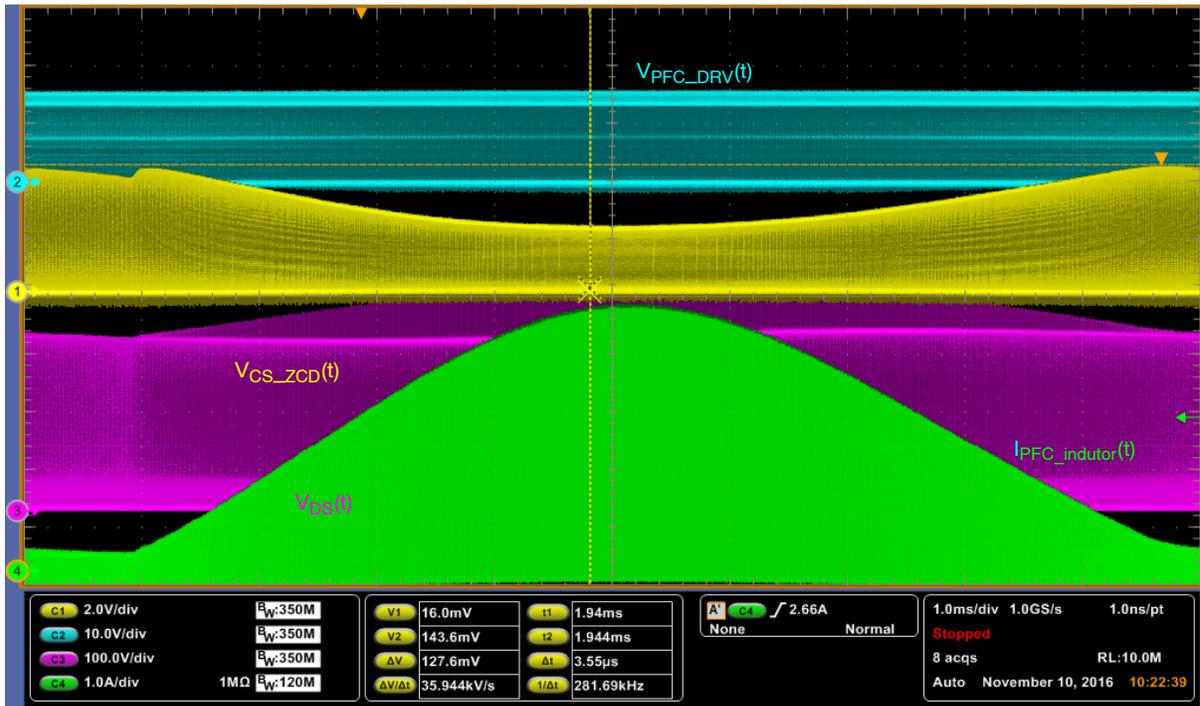 V_PFC_DRV(t)
2
1
V_CS_ZCD(t)
I_PFC_indutor(t)
V_DS(t)
3
4
C1 2.0V/div BW:350M
C2 10.0V/div BW:350M
C3 100.0V/div BW:350M
C4 1.0A/div 1MΩ BW:120M
V1 16.0mV t1 1.94ms
V2 143.6mV t2 1.944ms
ΔV 127.6mV Δt 3.55µs
ΔV/Δt 35.944kV/s 1/Δt 281.69kHz
A' C4 2.66A
None Normal
1.0ms/div 1.0GS/s 1.0ns/pt
Stopped
8 acqs RL:10.0M
Auto November 10, 2016 10:22:39